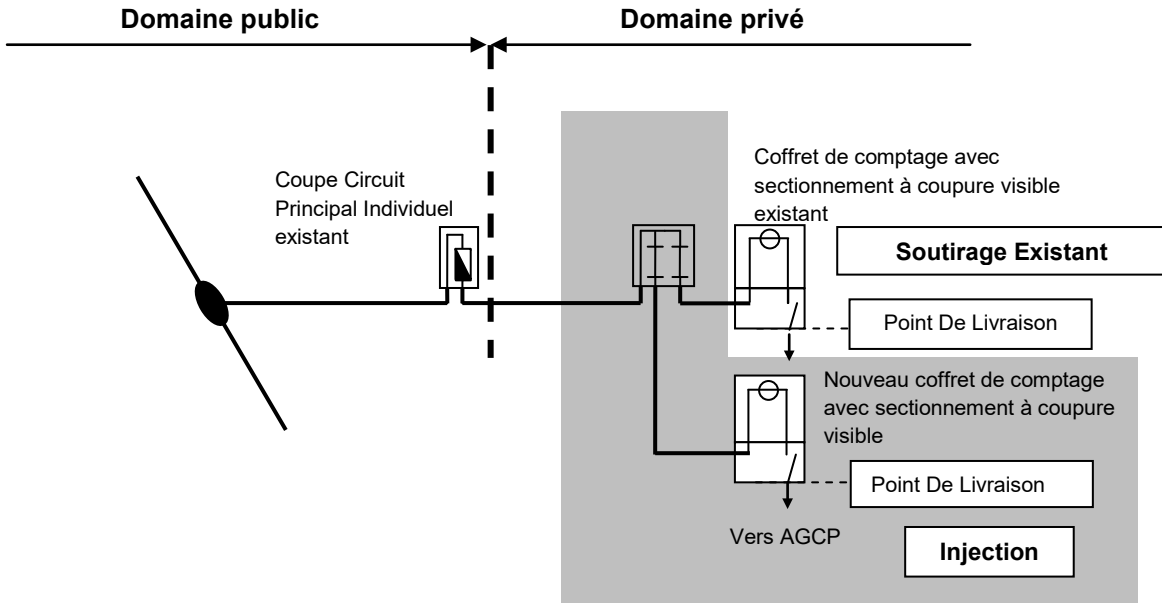 Domaine public
Domaine privé
Coupe Circuit
Principal Individuel
existant
Coffret de comptage avec
sectionnement à coupure visible
existant
Soutirage Existant
Point De Livraison
Nouveau coffret de comptage
avec sectionnement à coupure
visible
Point De Livraison
Vers AGCP
Injection